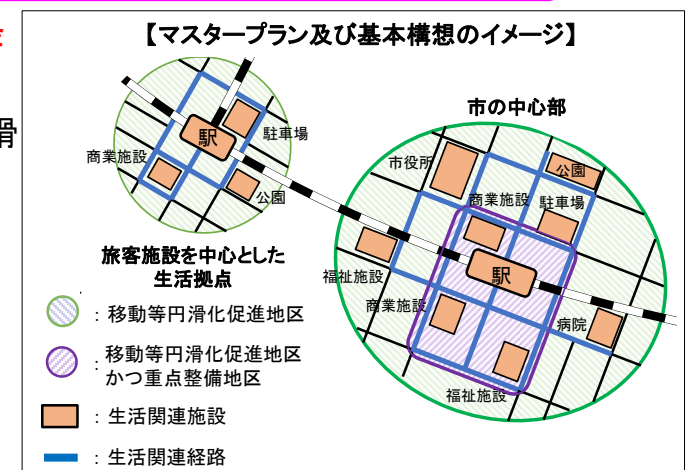 滑
【マスタープラン及び基本構想のイメージ】
市の中心部
駅
駐車場
商業施設
公園
旅客施設を中心とした
生活拠点
市役所
公園
商業施設
駐車場
福祉施設
駅
商業施設
病院
福祉施設
：移動等円滑化促進地区
：移動等円滑化促進地区
かつ重点整備地区
：生活関連施設
：生活関連経路